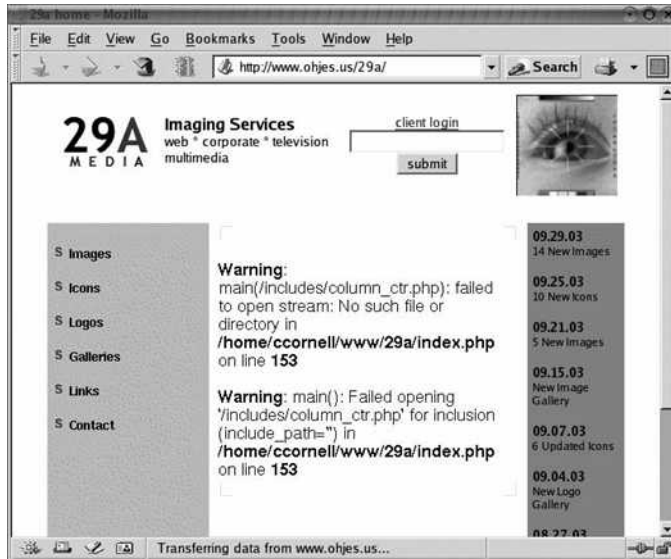 29a home - Mozilla
File Edit View Go Bookmarks Tools Window Help
http://www.ohjes.us/29a/
Search
29A
MEDIA
Imaging Services
web * corporate * television
multimedia
client login
submit
S Images
S Icons
S Logos
S Galleries
S Links
S Contact
Warning:
main(/includes/column_ctr.php): failed
to open stream: No such file or
directory in
/home/ccornell/www/29a/index.php
on line 153
Warning: main(): Failed opening
'/includes/column_ctr.php' for inclusion
(include_path='') in
/home/ccornell/www/29a/index.php
on line 153
09.29.03
14 New Images
09.25.03
10 New Icons
09.21.03
5 New Images
09.15.03
New Image
Gallery
09.07.03
6 Updated Icons
09.04.03
New Logo
Gallery
08.27.03
Transferring data from www.ohjes.us...